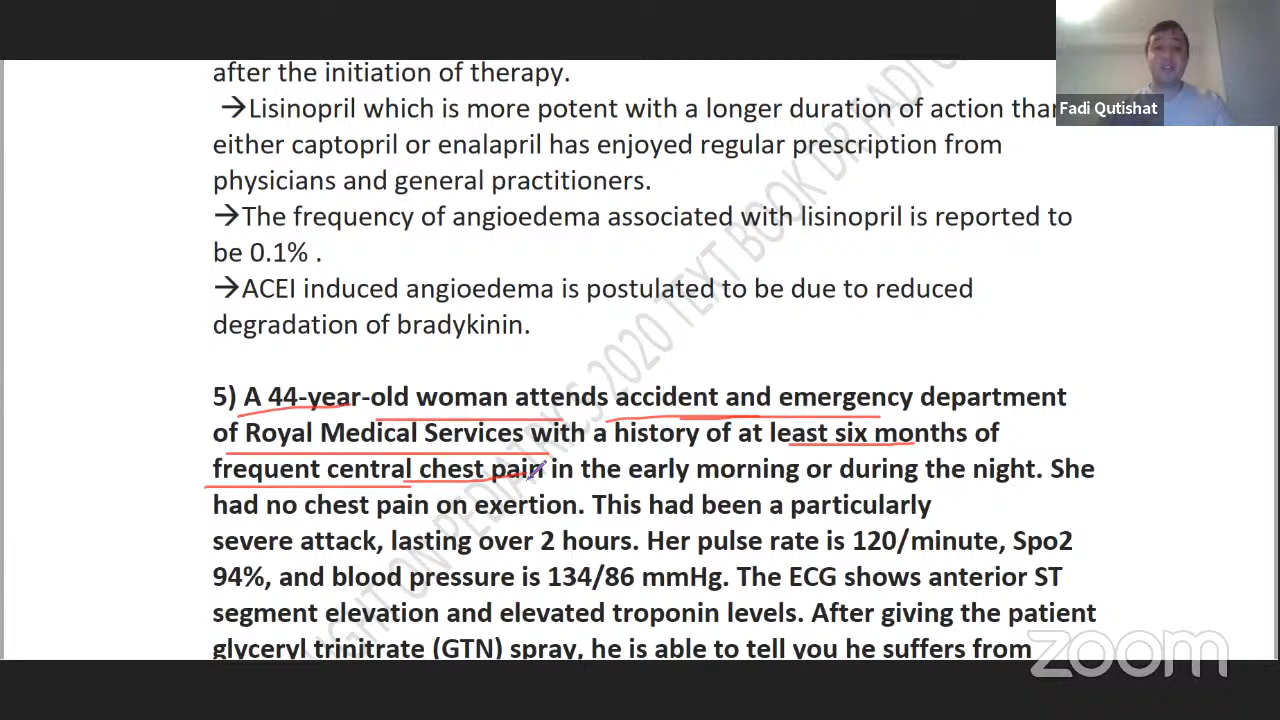 after the initiation of therapy.
→Lisinopril which is more potent with a longer duration of action than
either captopril or enalapril has enjoyed regular prescription from
physicians and general practitioners.
→The frequency of angioedema associated with lisinopril is reported to
be 0.1% .
→ACEI induced angioedema is postulated to be due to reduced
degradation of bradykinin.
5) A 44-year-old woman attends accident and emergency department
of Royal Medical Services with a history of at least six months of
frequent central chest pain in the early morning or during the night. She
had no chest pain on exertion. This had been a particularly
severe attack, lasting over 2 hours. Her pulse rate is 120/minute, Spo2
94%, and blood pressure is 134/86 mmHg. The ECG shows anterior ST
segment elevation and elevated troponin levels. After giving the patient
glyceryl trinitrate (GTN) spray, he is able to tell you he suffers from
Fadi Qutishat
ON PEDIATRICS 2020 TEXT BOOK DR FADI
zoom